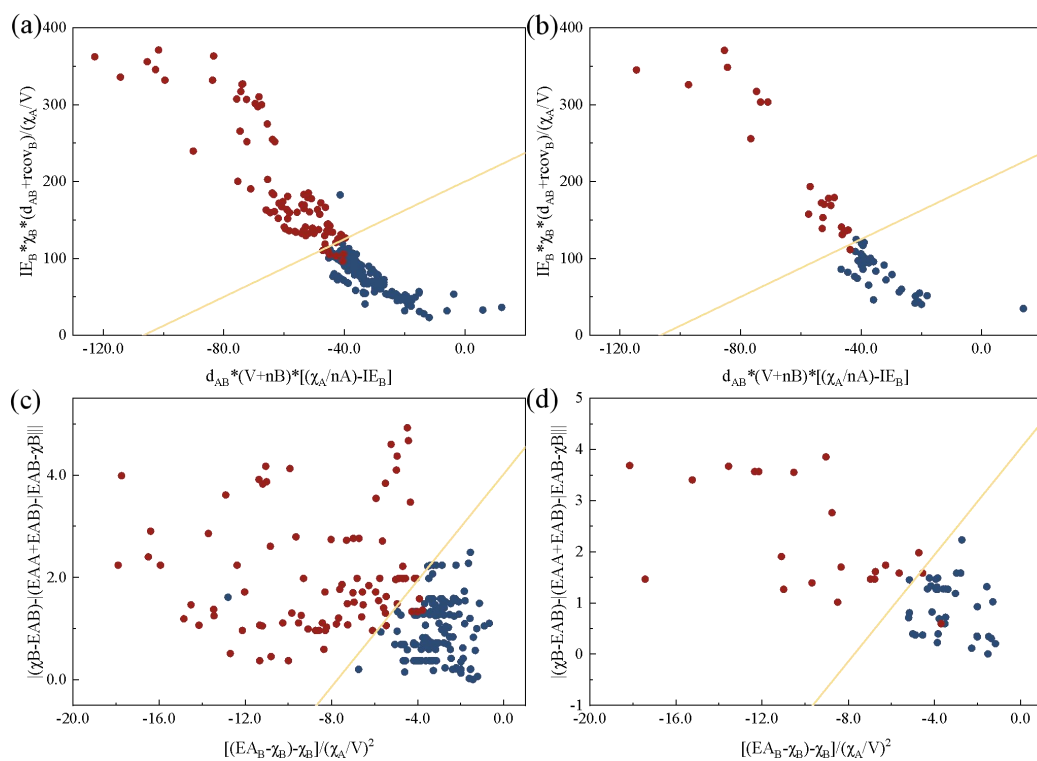 (a)
400
300
200
100
0
IE_B*χ_B*(d_AB+rcov_B)/(χ_A/V)
-120.0 -80.0 -40.0 0.0
d_AB*(V+nB)*[(χ_A/nA)-IE_B]
(b)
400
300
200
100
0
IE_B*χ_B*(d_AB+rcov_B)/(χ_A/V)
-120.0 -80.0 -40.0 0.0
d_AB*(V+nB)*[(χ_A/nA)-IE_B]
(c)
4.0
2.0
0.0
|(χB-EAB)-(EAA+EAB)-|EAB-χB|||
-20.0 -16.0 -12.0 -8.0 -4.0 0.0
[(EA_B-χ_B)-χ_B]/(χ_A/V)²
(d)
5
4
3
2
1
0
-1
|(χB-EAB)-|(EAA+EAB)-|EAB-χB|||
-20.0 -16.0 -12.0 -8.0 -4.0 0.0
[(EA_B-χ_B)-χ_B]/(χ_A/V)²